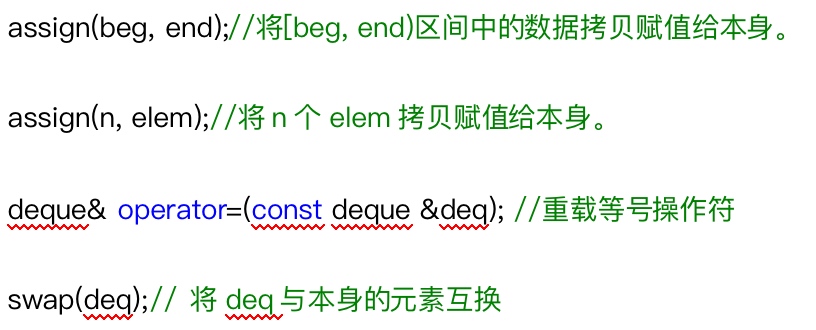 assign(beg, end);//将[beg, end)区间中的数据拷贝赋值给本身。
assign(n, elem);//将 n 个 elem 拷贝赋值给本身。
deque& operator=(const deque &deq); //重载等号操作符
swap(deq);// 将 deq 与本身的元素互换